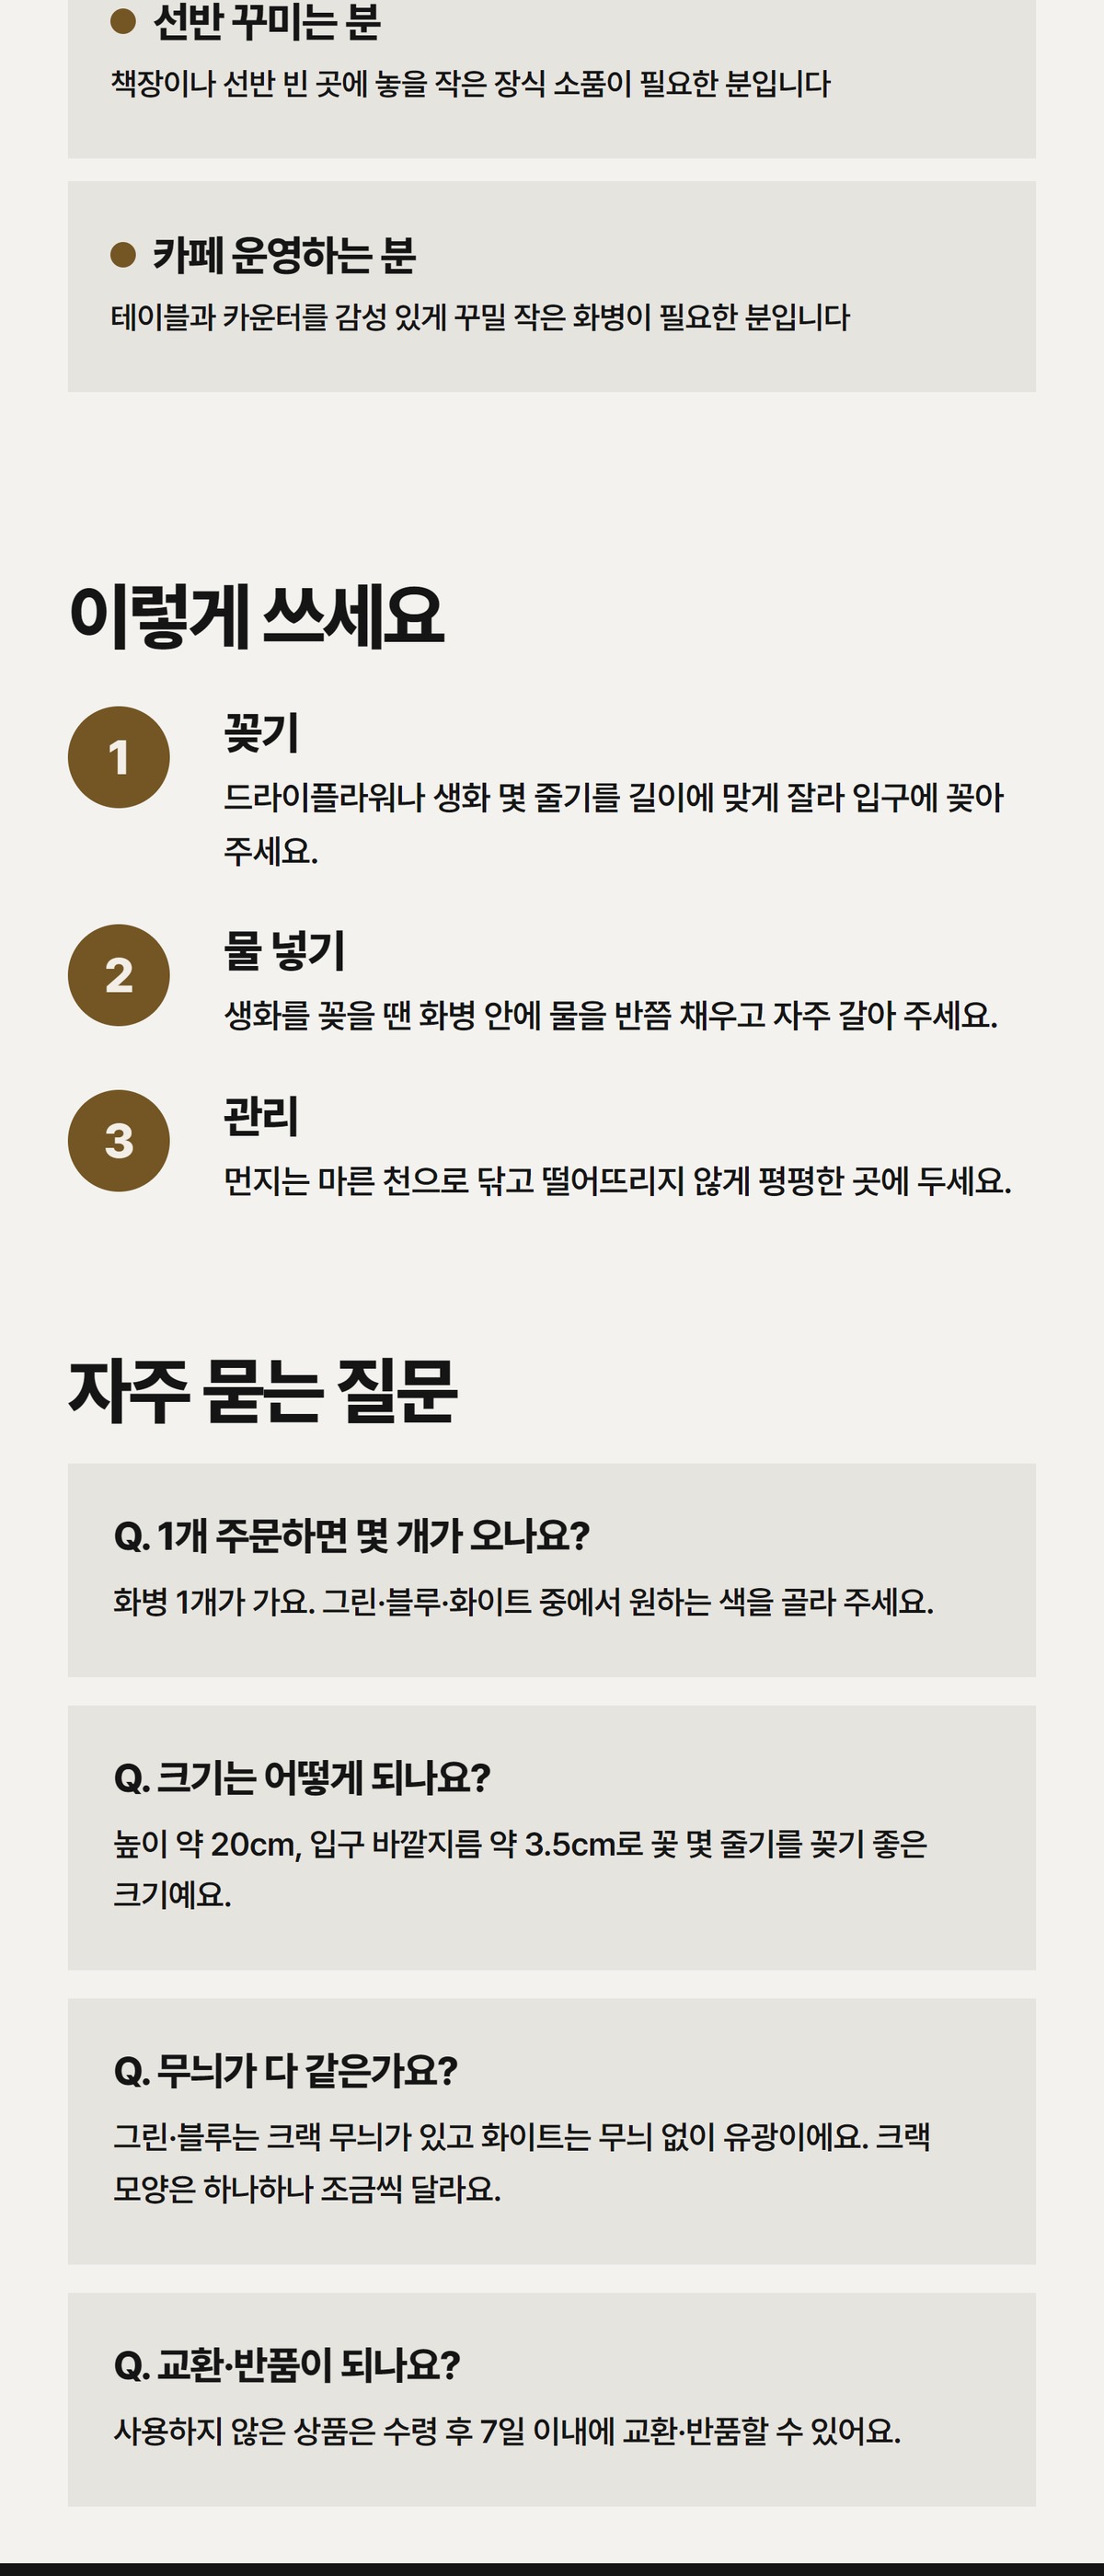 선반 꾸미는 분
책장이나 선반 빈 곳에 놓을 작은 장식 소품이 필요한 분입니다
카페 운영하는 분
테이블과 카운터를 감성 있게 꾸밀 작은 화병이 필요한 분입니다
이렇게 쓰세요
1
꽂기
드라이플라워나 생화 몇 줄기를 길이에 맞게 잘라 입구에 꽂아
주세요.
2
물 넣기
생화를 꽂을 땐 화병 안에 물을 반쯤 채우고 자주 갈아 주세요.
3
관리
먼지는 마른 천으로 닦고 떨어뜨리지 않게 평평한 곳에 두세요.
자주 묻는 질문
Q. 1개 주문하면 몇 개가 오나요?
화병 1개가 가요. 그린·블루·화이트 중에서 원하는 색을 골라 주세요.
Q. 크기는 어떻게 되나요?
높이 약 20cm, 입구 바깥지름 약 3.5cm로 꽃 몇 줄기를 꽂기 좋은
크기예요.
Q. 무늬가 다 같은가요?
그린·블루는 크랙 무늬가 있고 화이트는 무늬 없이 유광이에요. 크랙
모양은 하나하나 조금씩 달라요.
Q. 교환·반품이 되나요?
사용하지 않은 상품은 수령 후 7일 이내에 교환·반품할 수 있어요.